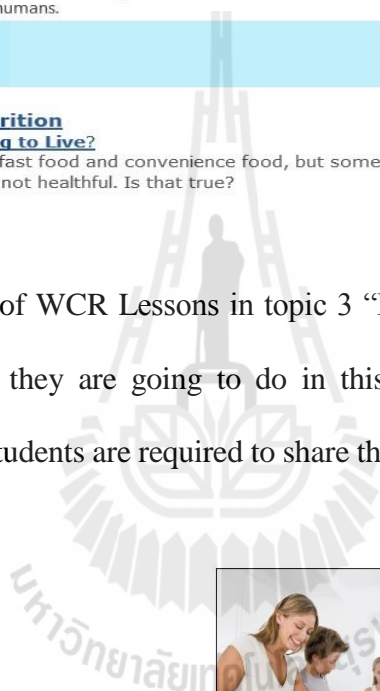 humans.
rition
g to Live?
fast food and convenience food, but some
not healthful. Is that true?
of WCR Lessons in topic 3 “
they are going to do in this
tudents are required to share th